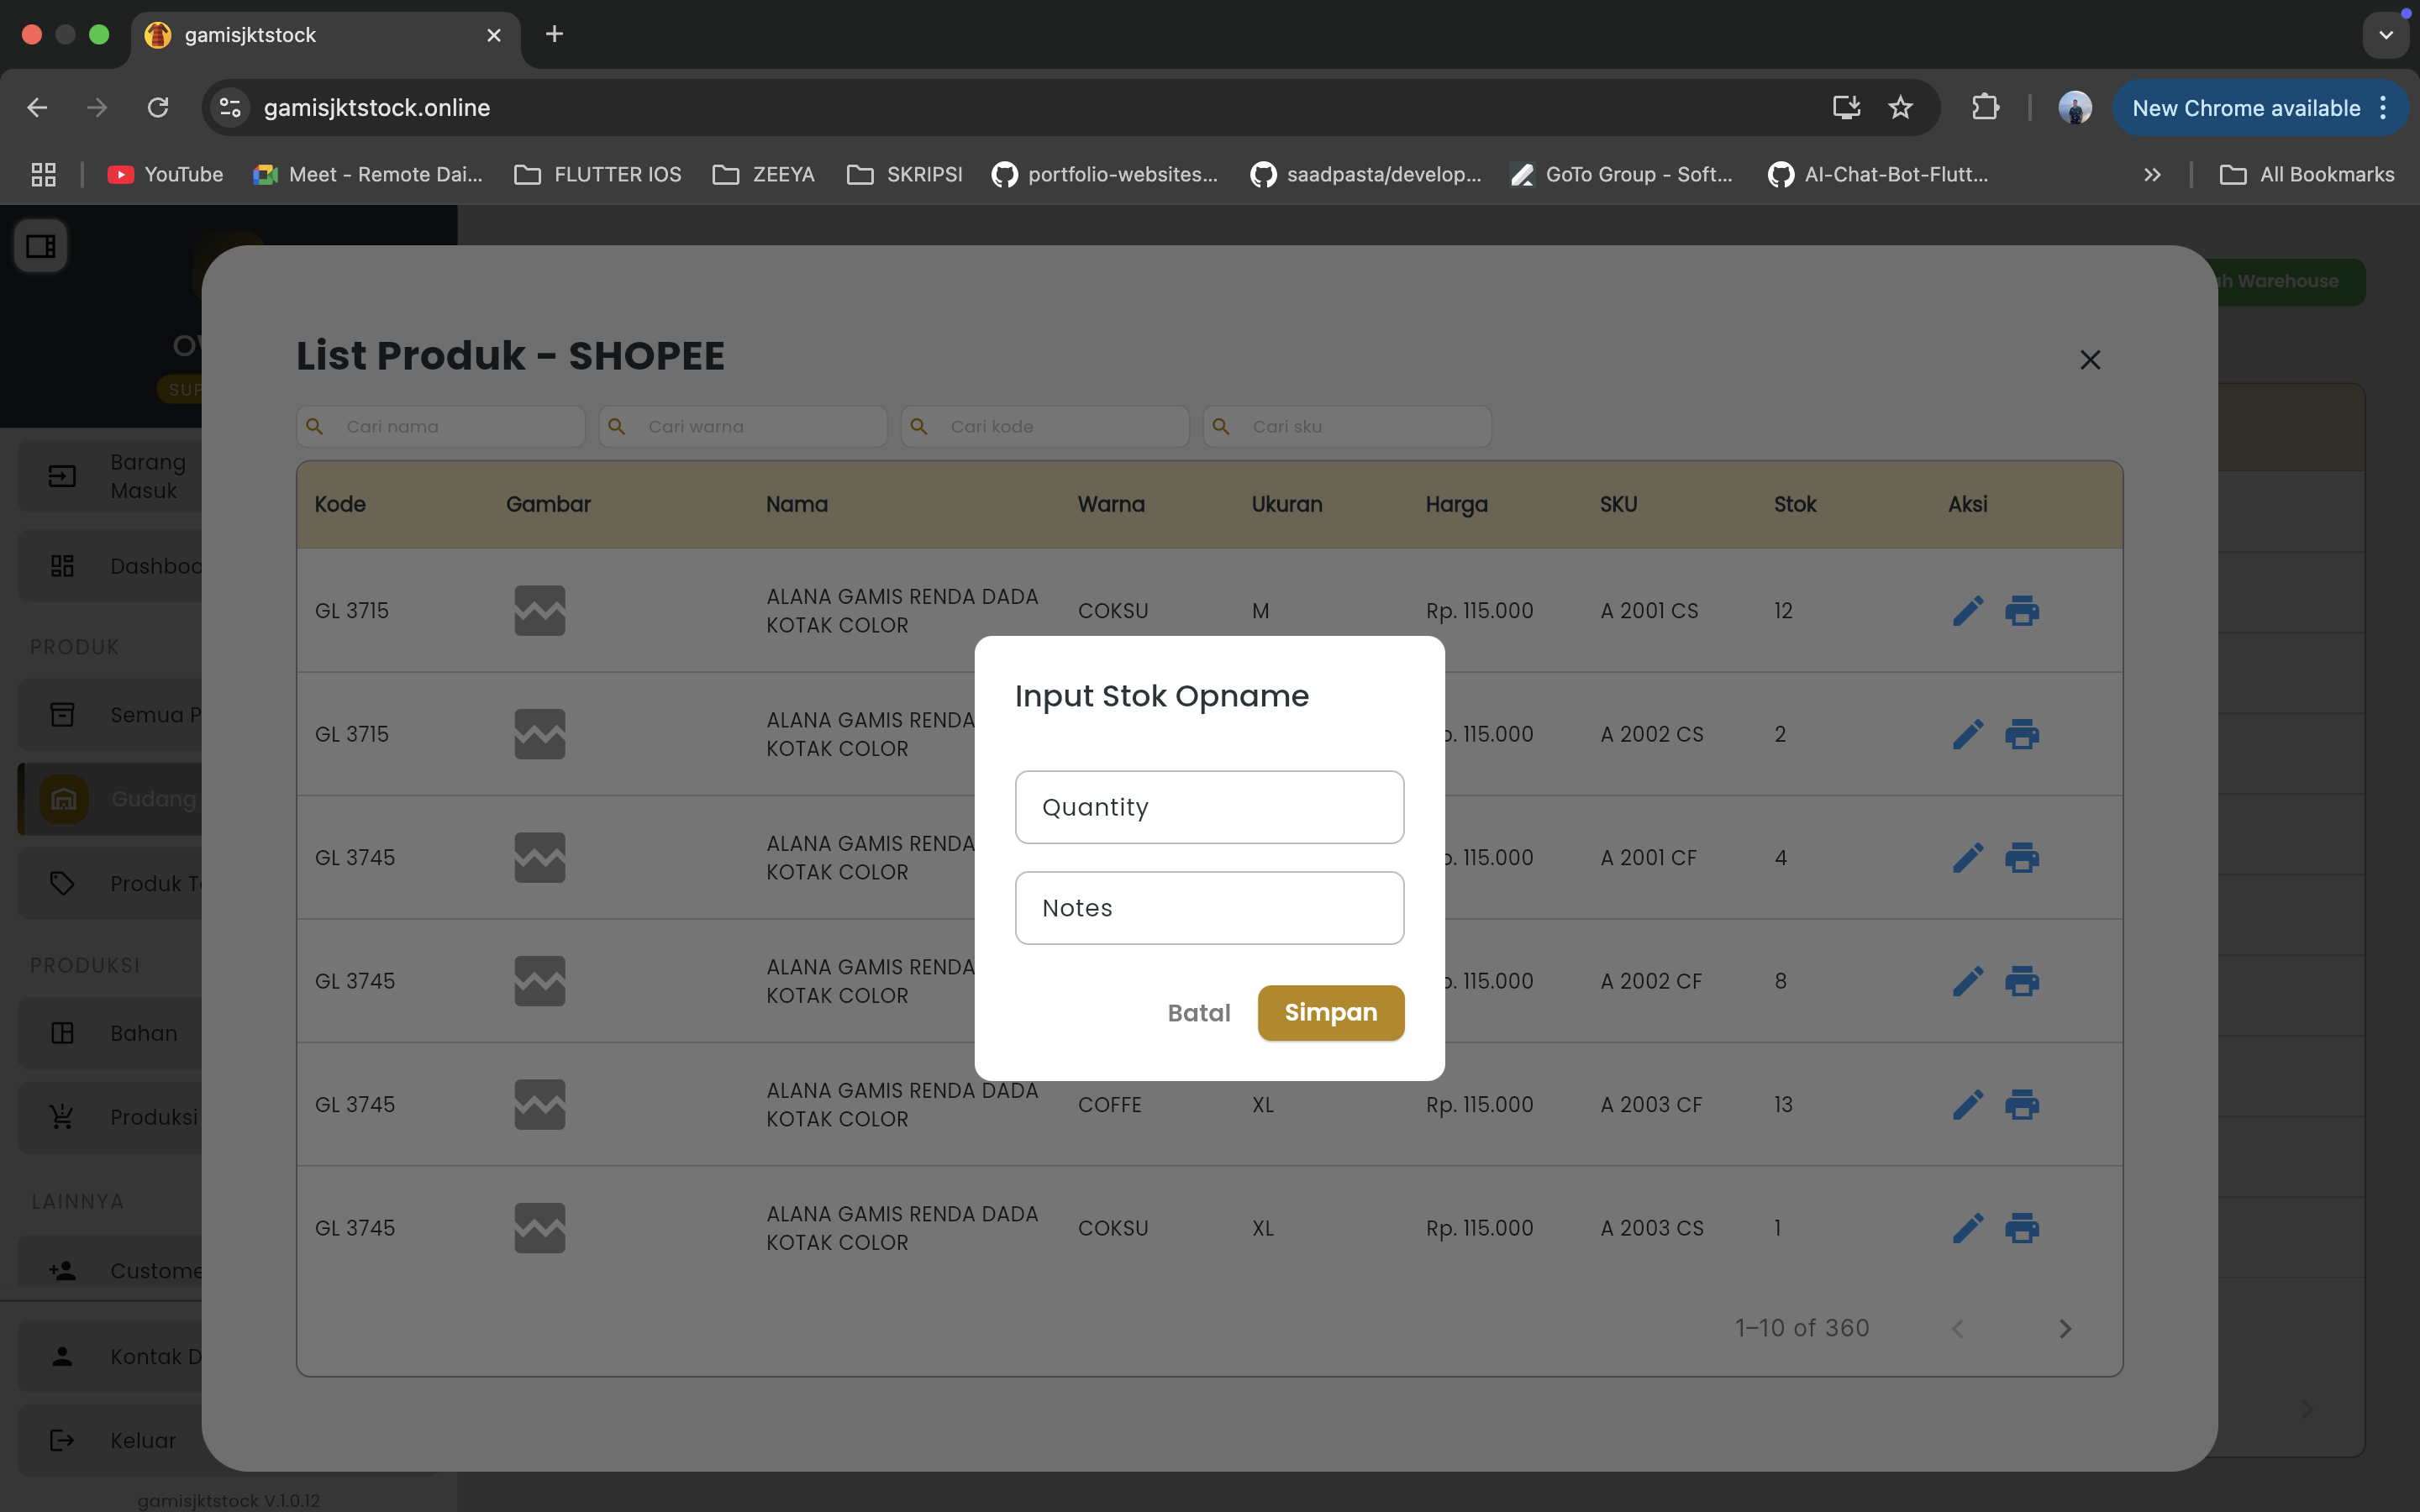 gamisjktstock
gamisjktstock.online
New Chrome available
YouTube
Meet - Remote Dai...
FLUTTER IOS
ZEEYA
SKRIPSI
portfolio-websites...
saadpasta/develop...
GoTo Group - Soft...
AI-Chat-Bot-Flutt...
All Bookmarks
Warehouse
Barang
Masuk
PRODUK
Gudang
PRODUKSI
Bahan
Produksi
LAINNYA
Keluar
gamisjktstock V.1.0.12
List Produk - SHOPEE
Cari nama
Cari warna
Cari kode
Cari sku
Kode Gambar Nama Warna Ukuran Harga SKU Stok Aksi
GL 3715 ALANA GAMIS RENDA DADA COKSU M Rp. 115.000 A 2001 CS 12
KOTAK COLOR
GL 3715 ALANA GAMIS RENDA 115.000 A 2002 CS 2
KOTAK COLOR
GL 3745 ALANA GAMIS RENDA 115.000 A 2001 CF 4
KOTAK COLOR
GL 3745 ALANA GAMIS RENDA 115.000 A 2002 CF 8
KOTAK COLOR
GL 3745 ALANA GAMIS RENDA DADA COFFE XL Rp. 115.000 A 2003 CF 13
KOTAK COLOR
GL 3745 ALANA GAMIS RENDA DADA COKSU XL Rp. 115.000 A 2003 CS 1
KOTAK COLOR
1–10 of 360
Input Stok Opname
Quantity
Notes
Batal
Simpan